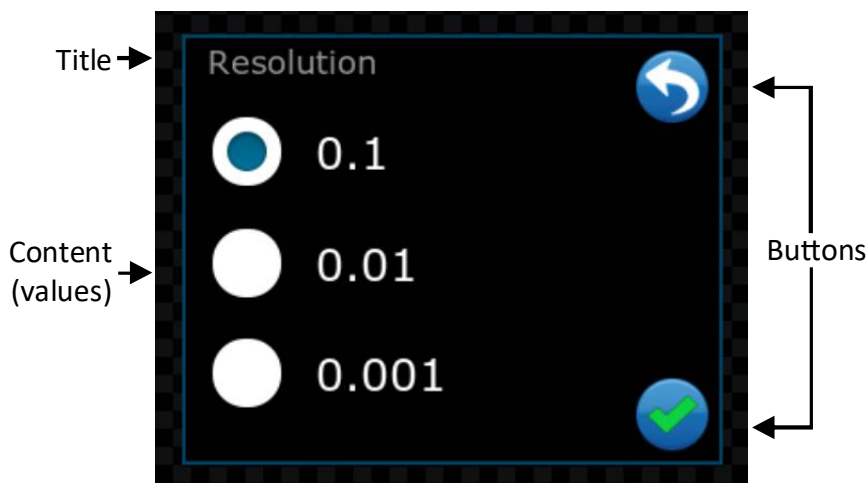 Title
Resolution
0.1
Content
(values)
0.01
Buttons
0.001